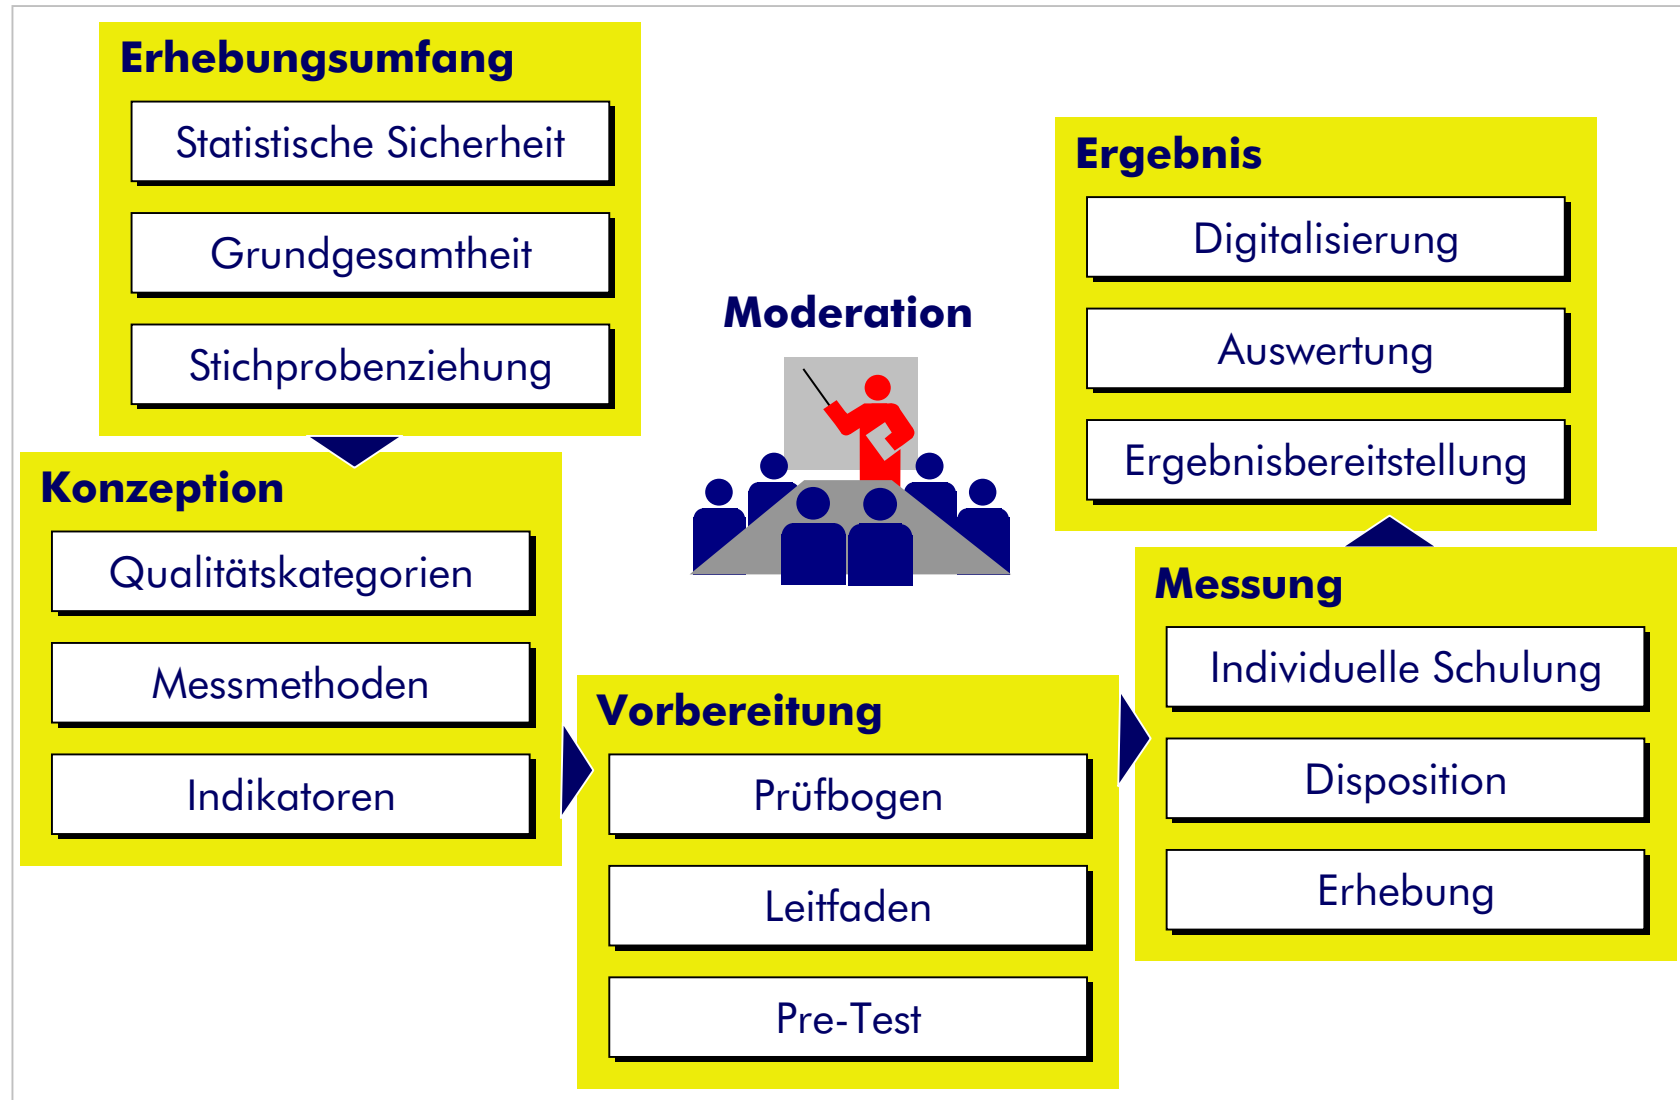 Erhebungsumfang
Statistische Sicherheit
Grundgesamtheit
Stichprobenziehung
Konzeption
Qualitätskategorien
Messmethoden
Indikatoren
Moderation
Vorbereitung
Prüfbogen
Leitfaden
Pre-Test
Messung
Individuelle Schulung
Disposition
Erhebung
Ergebnis
Digitalisierung
Auswertung
Ergebnisbereitstellung